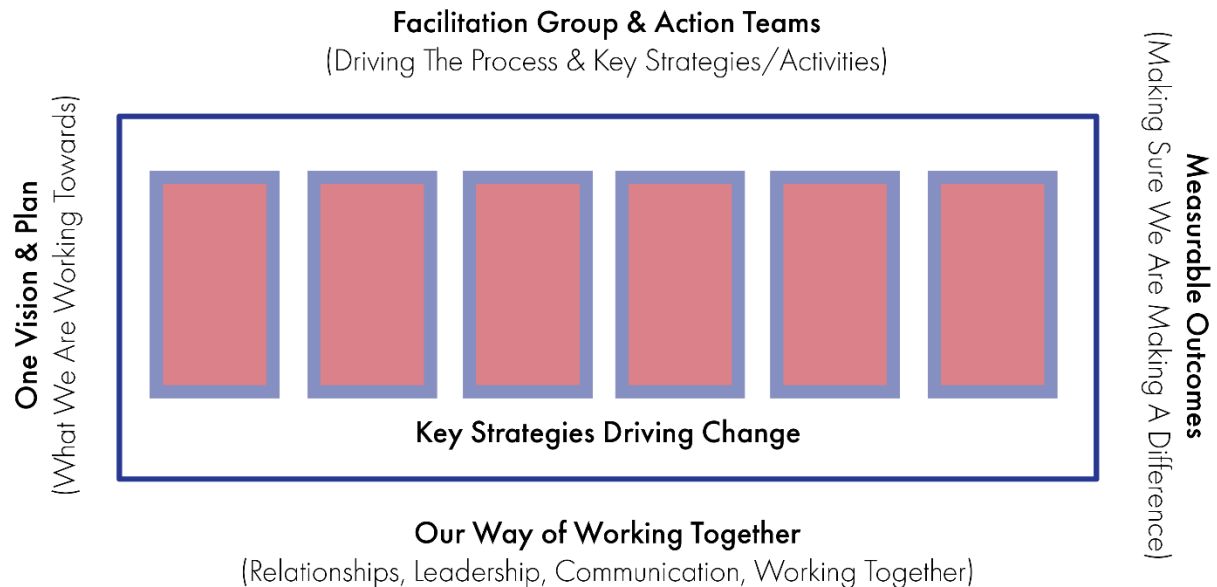 Facilitation Group & Action Teams
(Driving The Process & Key Strategies/Activities)
One Vision & Plan
(What We Are Working Towards)
Key Strategies Driving Change
Measurable Outcomes
(Making Sure We Are Making A Difference)
Our Way of Working Together
(Relationships, Leadership, Communication, Working Together)